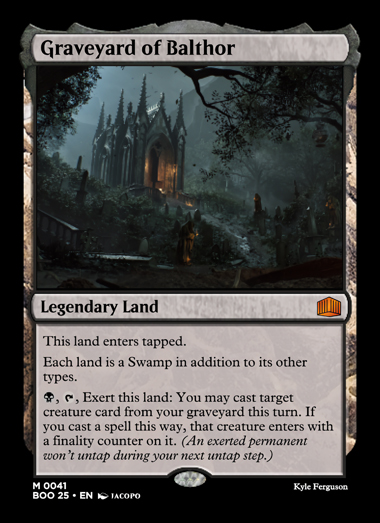 Graveyard of Balthor
Legendary Land
This land enters tapped.
Each land is a Swamp in addition to its other
types.
, , Exert this land: You may cast target
creature card from your graveyard this turn. If
you cast a spell this way, that creature enters
with a finality counter on it. (An exerted permanent
won't untap during your next untap step.)
M 0041
BOO 25 • EN JACOPO
Kyle Ferguson